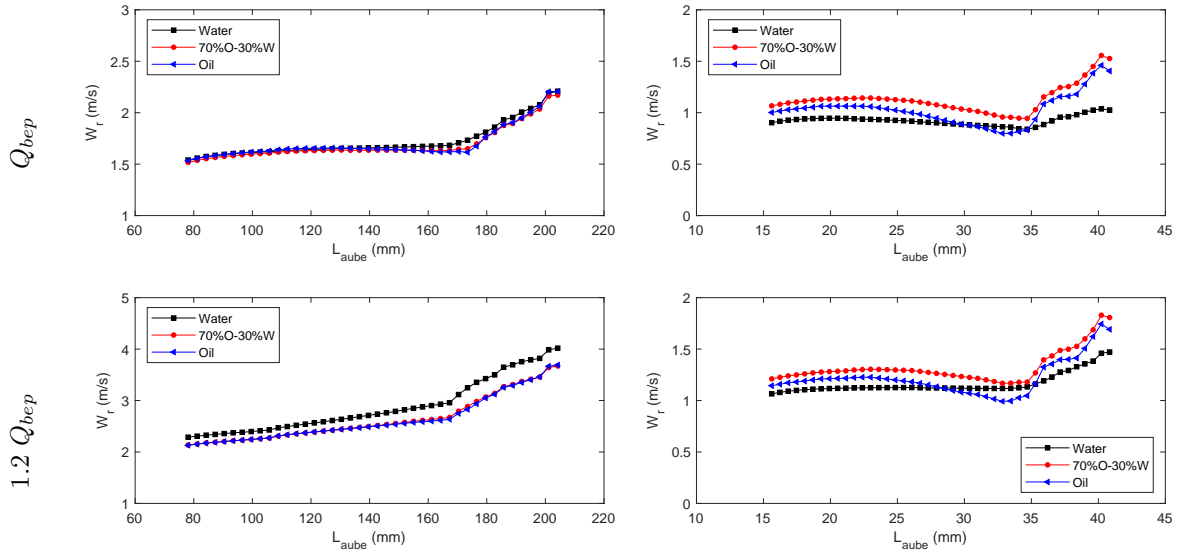 Q_bep
3
2.5
2
1.5
1
W_r (m/s)
Water
70%O-30%W
Oil
60 80 100 120 140 160 180 200 220
L_aube (mm)
2
1.5
1
0.5
0
W_r (m/s)
Water
70%O-30%W
Oil
10 15 20 25 30 35 40 45
L_aube (mm)
1.2 Q_bep
5
4
3
2
1
W_r (m/s)
Water
70%O-30%W
Oil
60 80 100 120 140 160 180 200 220
L_aube (mm)
2
1.5
1
0.5
0
W_r (m/s)
Water
70%O-30%W
Oil
10 15 20 25 30 35 40 45
L_aube (mm)